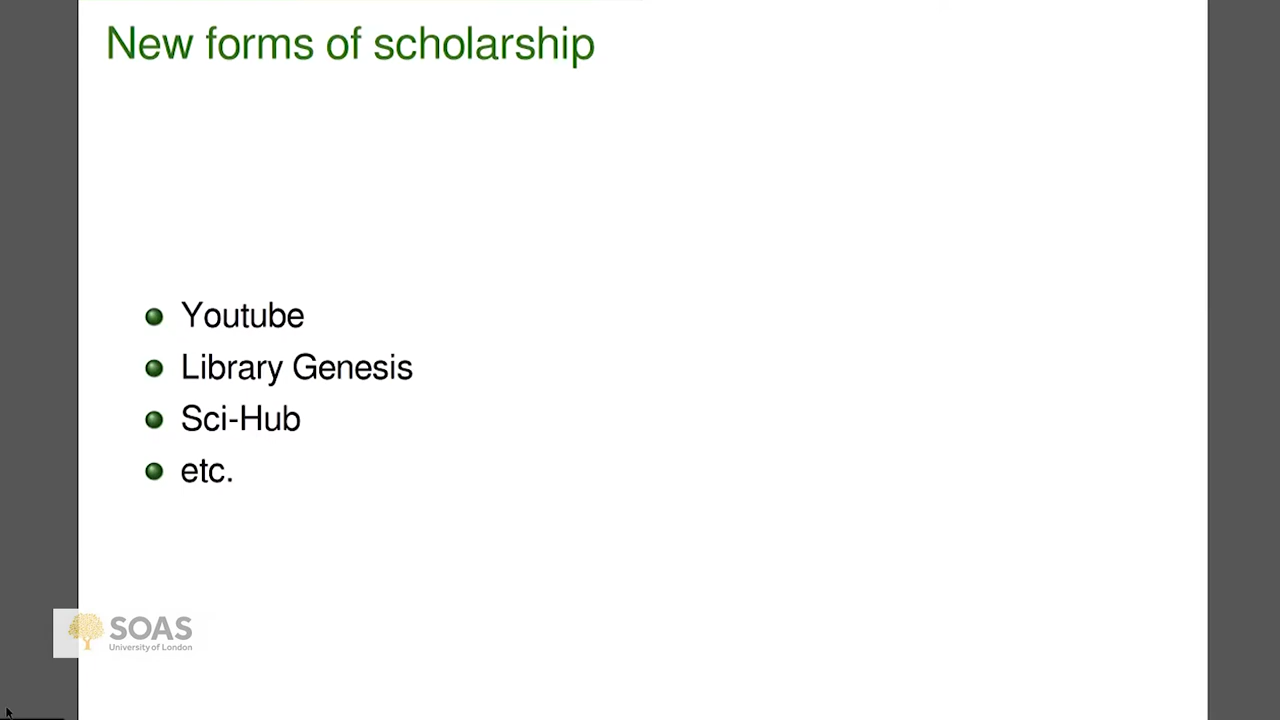 New forms of scholarship
Youtube
Library Genesis
Sci-Hub
etc.
SOAS
University of London